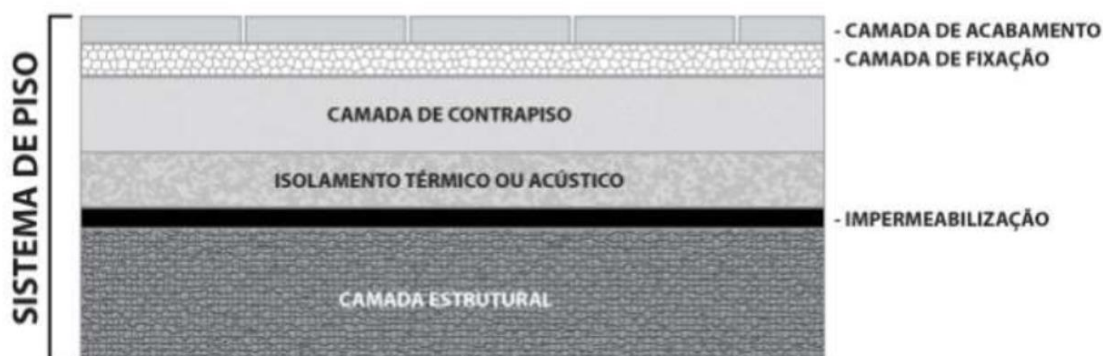 SISTEMA DE PISO
- CAMADA DE ACABAMENTO
- CAMADA DE FIXAÇÃO
CAMADA DE CONTRAPISO
ISOLAMENTO TÉRMICO OU ACÚSTICO
- IMPERMEABILIZAÇÃO
CAMADA ESTRUTURAL